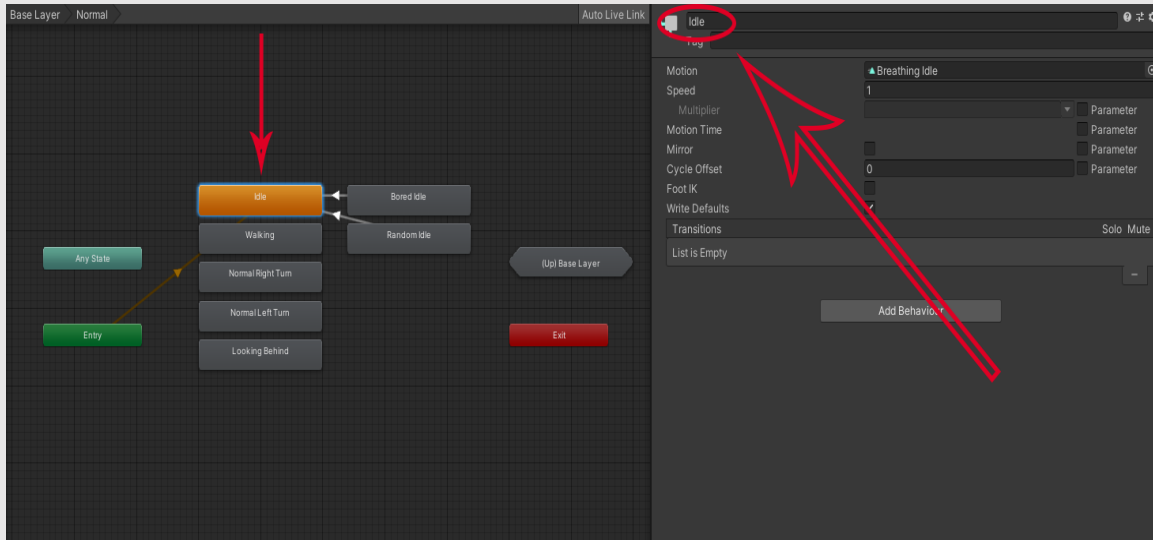 Base Layer Normal Auto Live Link
Idle
Tag
Motion Breathing Idle
Speed 1
Multiplier Parameter
Motion Time Parameter
Mirror Parameter
Cycle Offset 0 Parameter
Foot IK
Write Defaults
Transitions Solo Mute
List is Empty
Add Behaviour
Idle
Bored Idle
Walking
Random Idle
Any State
Normal Right Turn
(Up) Base Layer
Normal Left Turn
Entry
Exit
Looking Behind